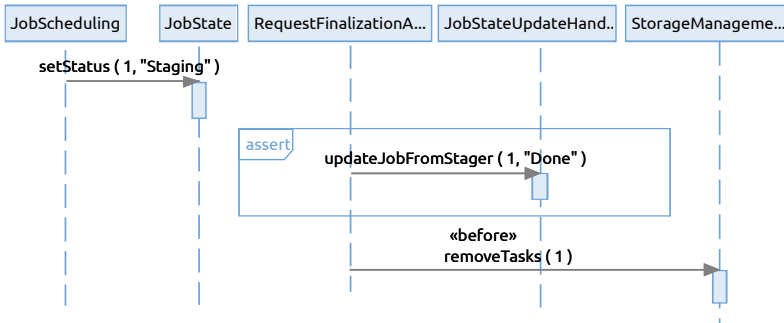 JobScheduling
JobState
RequestFinalizationA...
JobStateUpdateHand..
StorageManageme...
setStatus ( 1, "Staging" )
assert
updateJobFromStager ( 1, "Done" )
«before»
removeTasks ( 1 )